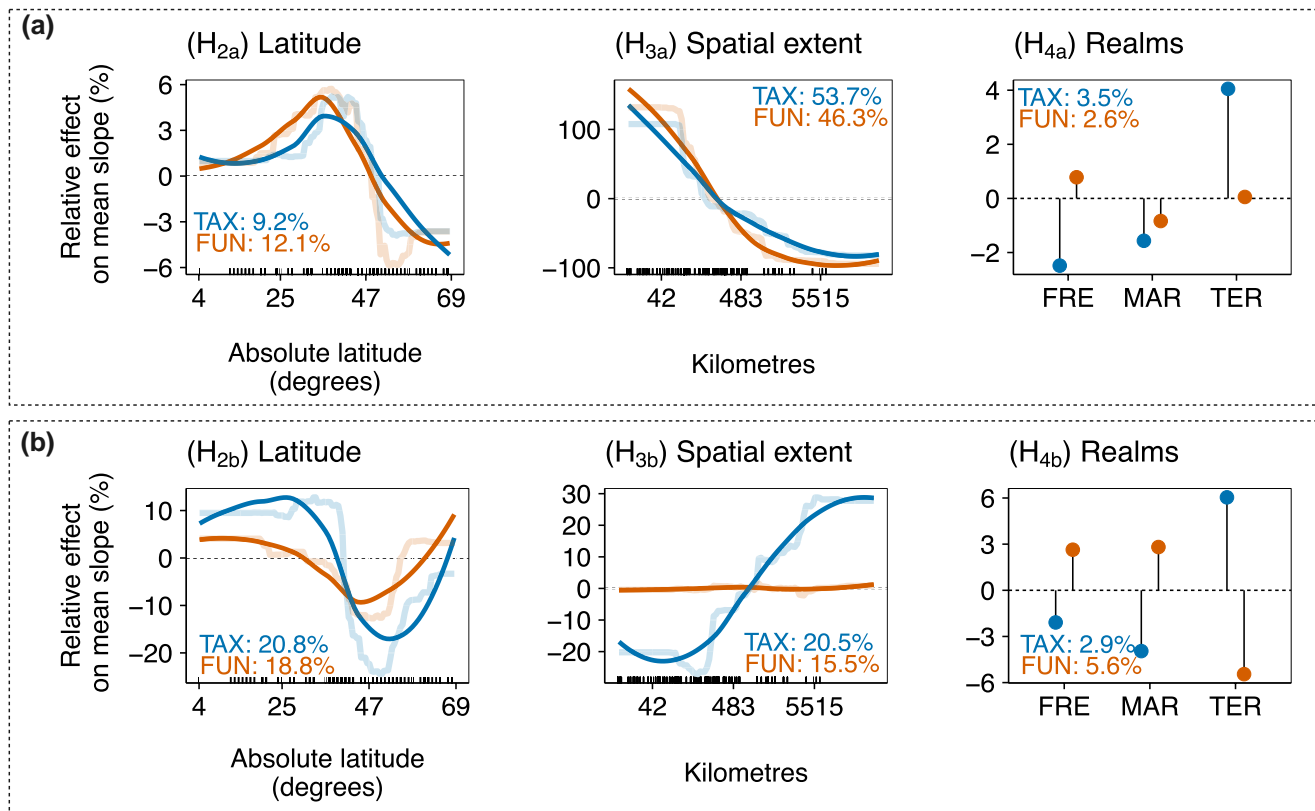 (a)
(H2a) Latitude
(H3a) Spatial extent
(H4a) Realms
Relative effect
on mean slope (%)
6
3
0
−3
−6
TAX: 9.2%
FUN: 12.1%
4 25 47 69
Absolute latitude
(degrees)
100
0
−100
TAX: 53.7%
FUN: 46.3%
42 483 5515
Kilometres
4
2
0
−2
TAX: 3.5%
FUN: 2.6%
FRE MAR TER
(b)
(H2b) Latitude
(H3b) Spatial extent
(H4b) Realms
Relative effect
on mean slope (%)
10
0
−10
−20
TAX: 20.8%
FUN: 18.8%
4 25 47 69
Absolute latitude
(degrees)
30
20
10
0
−10
−20
TAX: 20.5%
FUN: 15.5%
42 483 5515
Kilometres
6
3
0
−3
−6
TAX: 2.9%
FUN: 5.6%
FRE MAR TER